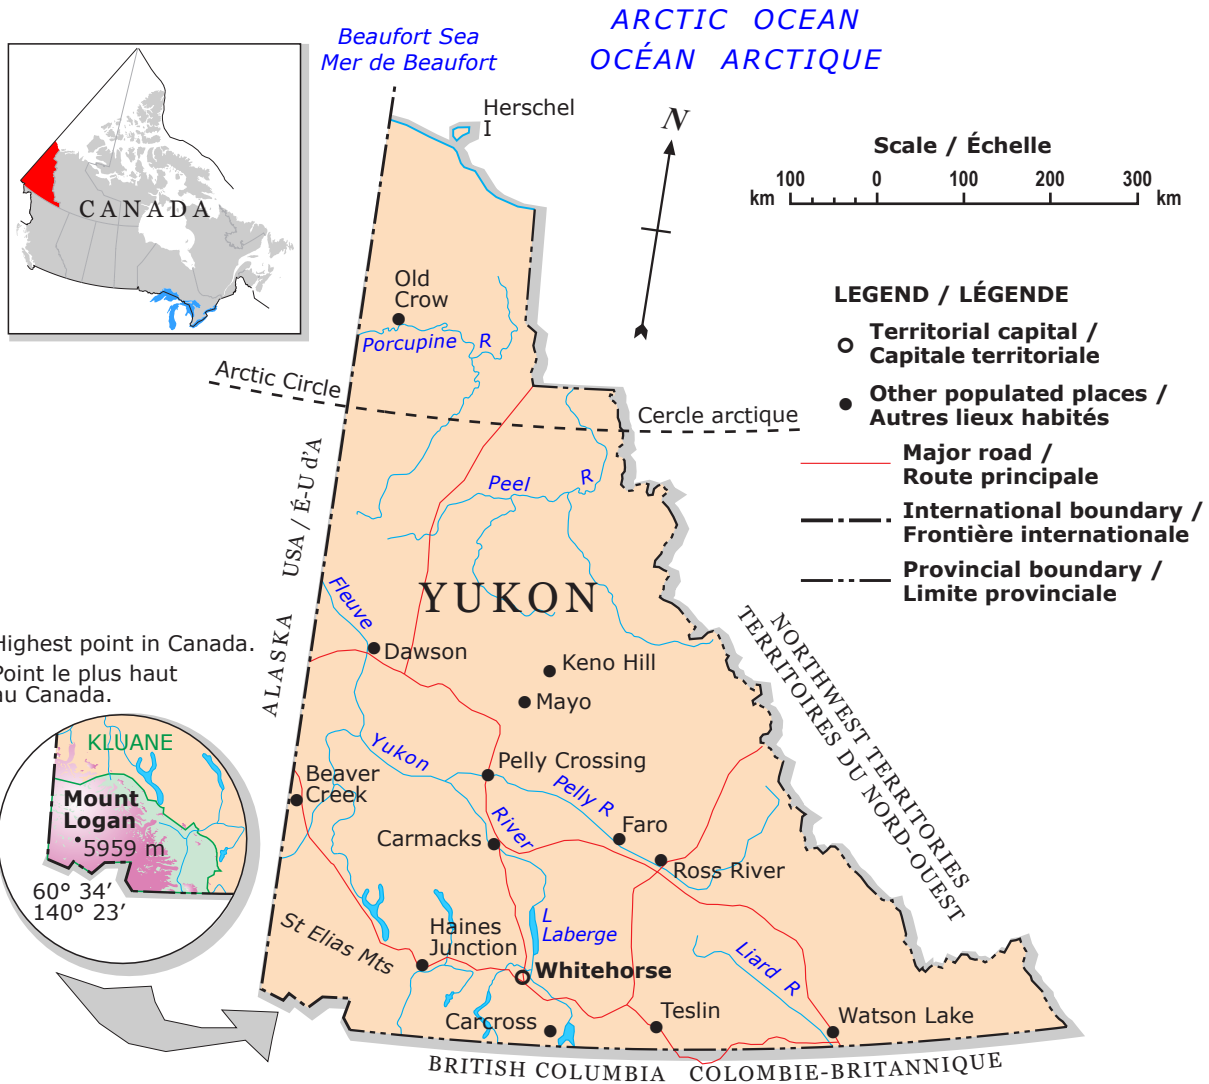 ARCTIC OCEAN
OCÉAN ARCTIQUE
Beaufort Sea
Mer de Beaufort
Herschel
I
N
CANADA
Scale / Échelle
100 0 100 200 300
km km
LEGEND / LÉGENDE
Territorial capital /
Capitale territoriale
Other populated places /
Autres lieux habités
Major road /
Route principale
International boundary /
Frontière internationale
Provincial boundary /
Limite provinciale
Old
Crow
Porcupine R
Arctic Circle
Cercle arctique
Peel R
ALASKA USA / É-U d'A
YUKON
Fleuve
Dawson
Keno Hill
Mayo
NORTHWEST TERRITORIES
TERRITOIRES DU NORD-OUEST
Highest point in Canada.
Point le plus haut
au Canada.
KLUANE
Mount
Logan
5959 m
60° 34′
140° 23′
Yukon
River
Pelly Crossing
Pelly R
Beaver
Creek
Carmacks
Faro
Ross River
St Elias Mts
Haines
Junction
L
Laberge
Whitehorse
Liard R
Carcross
Teslin
Watson Lake
BRITISH COLUMBIA COLOMBIE-BRITANNIQUE